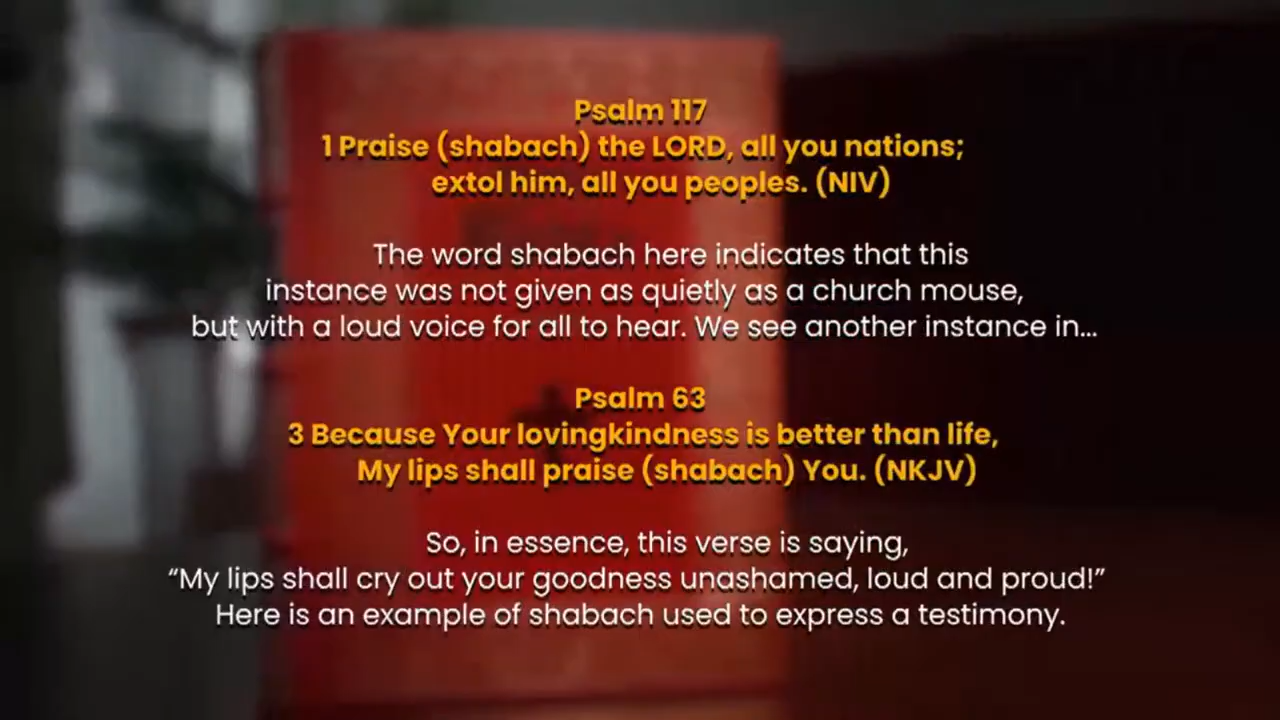 Psalm 117
1 Praise (shabach) the LORD, all you nations;
extol him, all you peoples. (NIV)
The word shabach here indicates that this
instance was not given as quietly as a church mouse,
but with a loud voice for all to hear. We see another instance in...
Psalm 63
3 Because Your lovingkindness is better than life,
My lips shall praise (shabach) You. (NKJV)
So, in essence, this verse is saying,
“My lips shall cry out your goodness unashamed, loud and proud!”
Here is an example of shabach used to express a testimony.